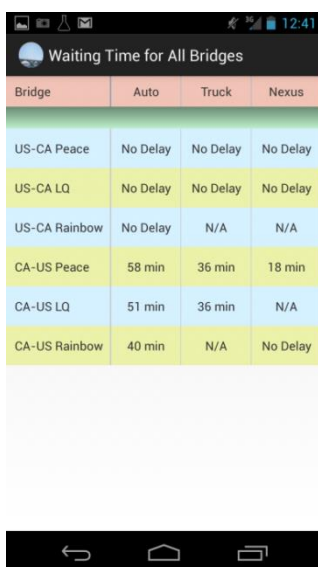 3G 12:41
Waiting Time for All Bridges
Bridge Auto Truck Nexus
US-CA Peace No Delay No Delay No Delay
US-CA LQ No Delay No Delay No Delay
US-CA Rainbow No Delay N/A N/A
CA-US Peace 58 min 36 min 18 min
CA-US LQ 51 min 36 min N/A
CA-US Rainbow 40 min N/A No Delay